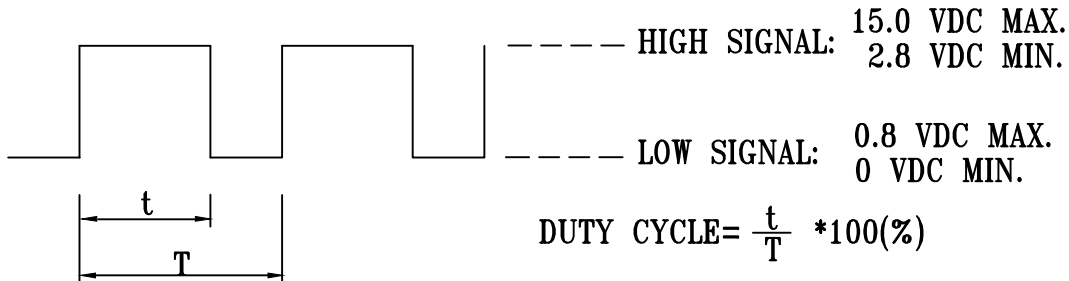 HIGH SIGNAL: 15.0 VDC MAX.
2.8 VDC MIN.
LOW SIGNAL: 0.8 VDC MAX.
0 VDC MIN.
t
T
DUTY CYCLE= t/T *100(%)